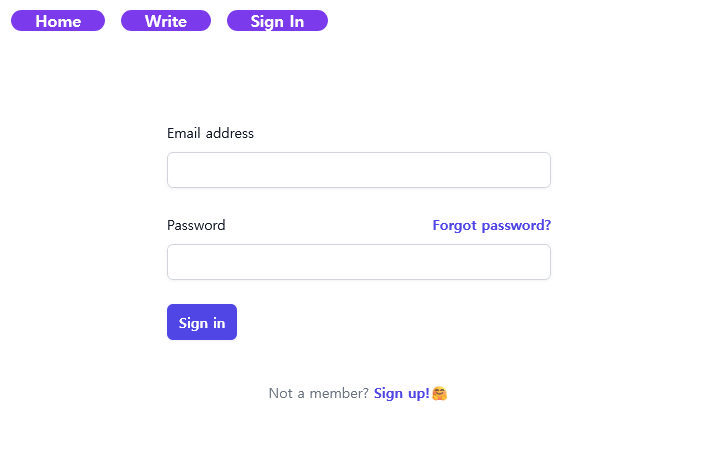 Home Write Sign In
Email address
Password Forgot password?
Sign in
Not a member? Sign up!🤗